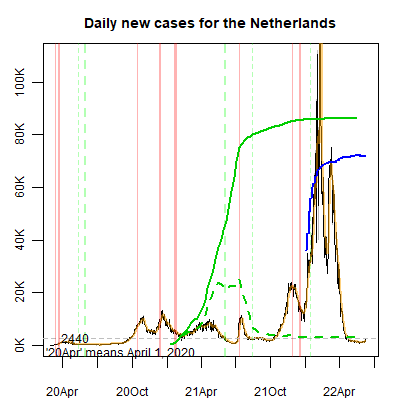 Daily new cases for the Netherlands
100K
80K
60K
40K
20K
0K
2440
"20Apr" means April 1, 2020
20Apr
20Oct
21Apr
21Oct
22Apr